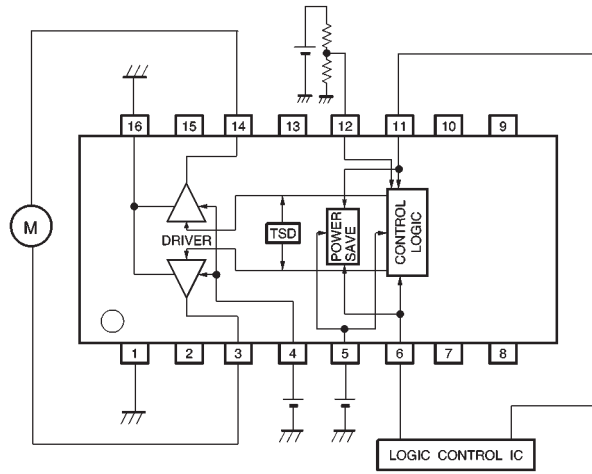 16 15 14 13 12 11 10 9
M
DRIVER
TSD
POWER
SAVE
CONTROL
LOGIC
1 2 3 4 5 6 7 8
LOGIC CONTROL IC